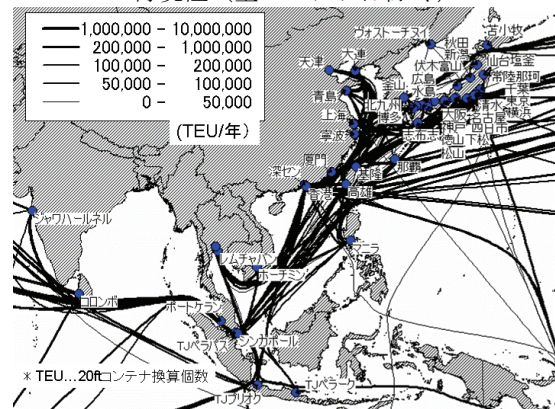 1,000,000 - 10,000,000
200,000 - 1,000,000
100,000 - 200,000
50,000 - 100,000
0 - 50,000
(TEU/年)
ヴォストーチヌイ
秋田
苫小牧
新潟
仙台塩釜
伏木富山
常陸那珂
天津
大連
広島
千葉
釜山
水島
東京
青島
北九州
清水
横浜
博多
大阪
名古屋
上海
神戸
四日市
志布志
徳山下松
寧波
松山
厦門
那覇
深セン
基隆
香港
高雄
ジャワハールネル
マニラ
レムチャバン
ホーチミン
コロンボ
ポートケラン
シンガポール
TJペラパス
TJペラーク
TJプリオク
* TEU…20ftコンテナ換算個数